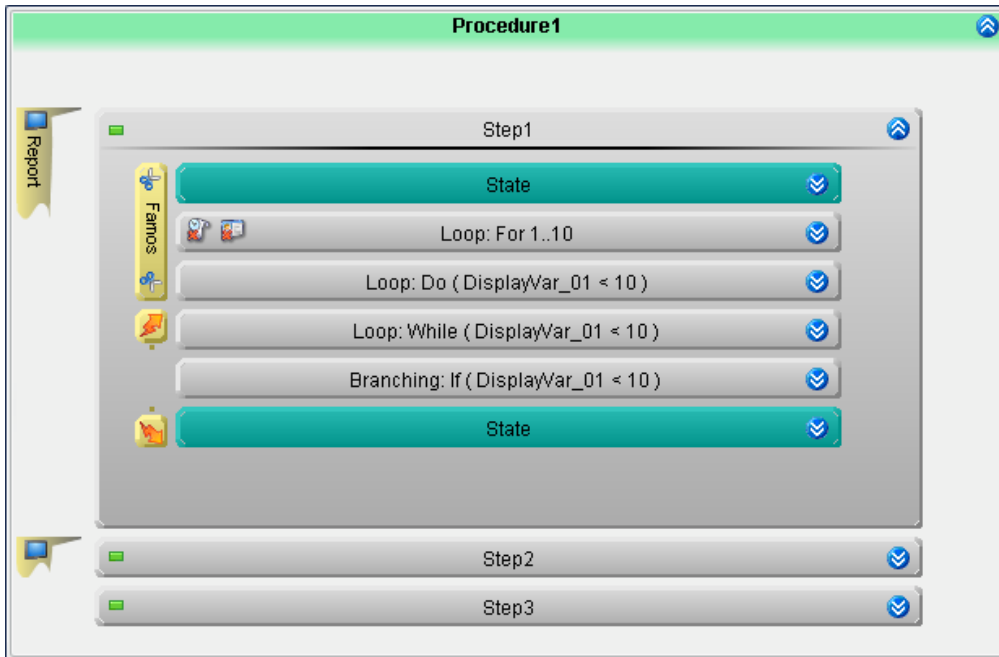 Procedure1
Report
Step1
Famos
State
Loop: For 1..10
Loop: Do ( DisplayVar_01 < 10 )
Loop: While ( DisplayVar_01 < 10 )
Branching: If ( DisplayVar_01 < 10 )
State
Step2
Step3